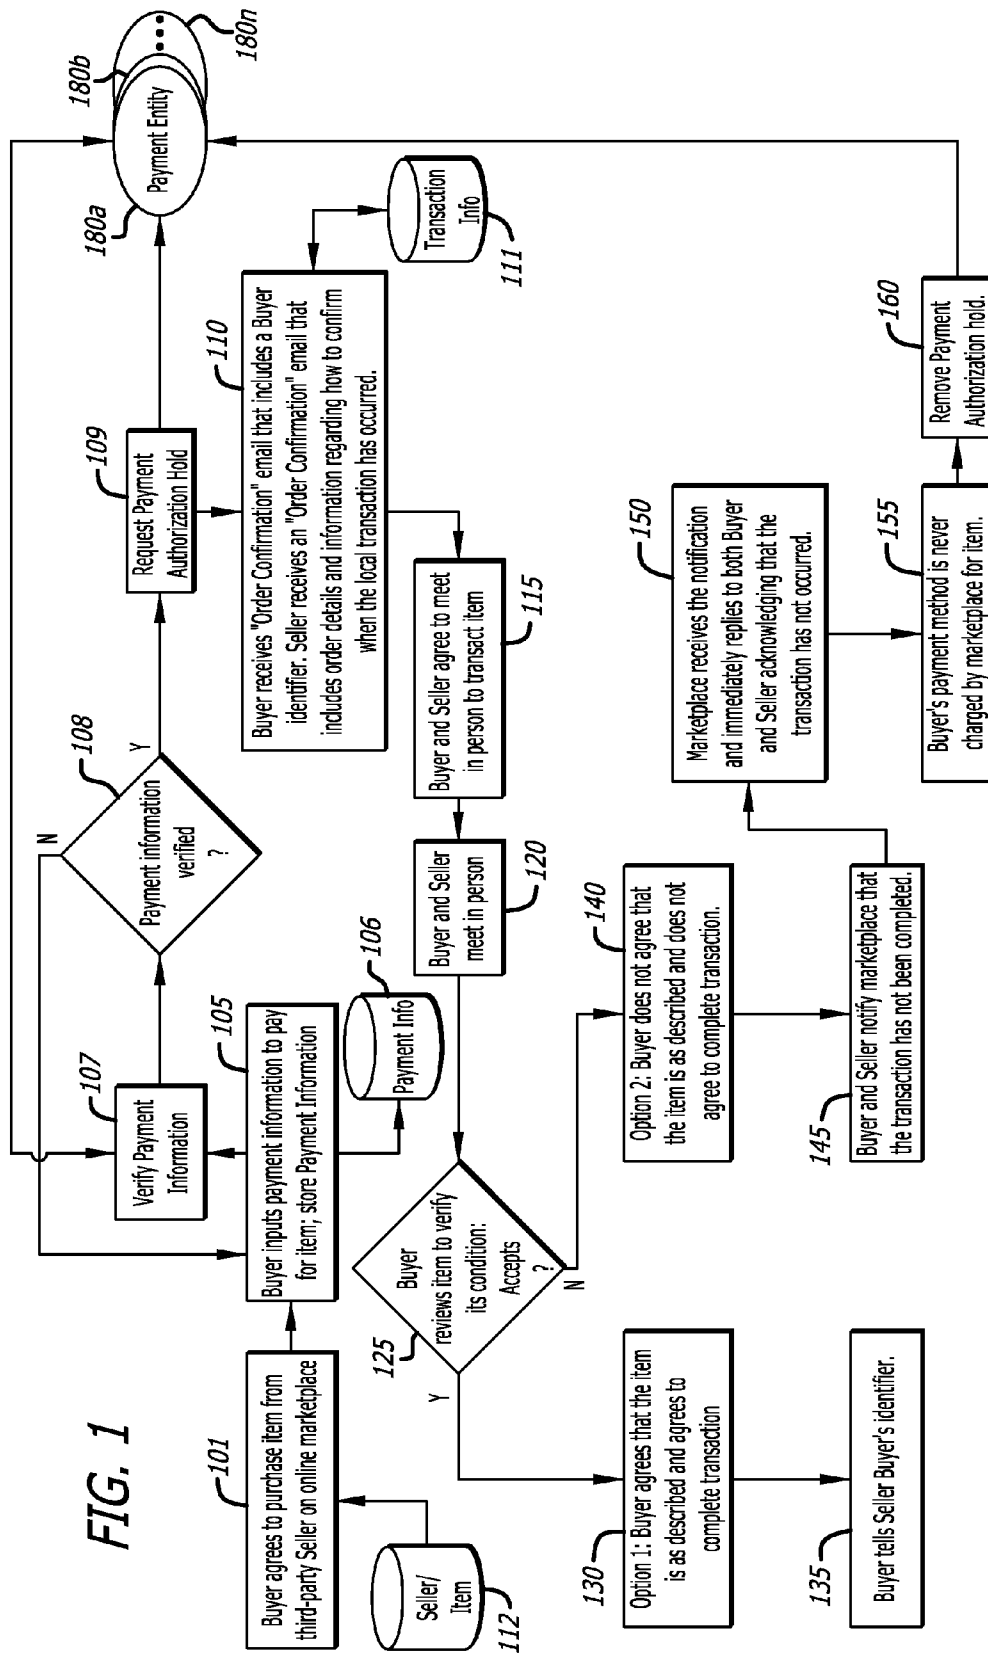 FIG. 1
101
Buyer agrees to purchase item from
third-party Seller on online marketplace
Seller/
Item
112
105
Buyer inputs payment information to pay
for item; store Payment Information
Payment Info
106
107
Verify Payment
Information
108
Payment information
verified
?
N
Y
109
Request Payment
Authorization Hold
Payment Entity
180a
180b
180n
110
Buyer receives "Order Confirmation" email that includes a Buyer
identifier. Seller receives an "Order Confirmation" email that
includes order details and information regarding how to confirm
when the local transaction has occurred.
Transaction
Info
111
Buyer and Seller agree to meet
in person to transact item
115
Buyer and Seller
meet in person
120
125
Buyer
reviews item to verify
its condition:
Accepts
?
Y
N
130
Option 1: Buyer agrees that the item
is as described and agrees to
complete transaction
135
Buyer tells Seller Buyer's identifier.
140
Option 2: Buyer does not agree that
the item is as described and does not
agree to complete transaction.
145
Buyer and Seller notify marketplace that
the transaction has not been completed.
150
Marketplace receives the notification
and immediately replies to both Buyer
and Seller acknowledging that the
transaction has not occurred.
155
Buyer's payment method is never
charged by marketplace for item.
160
Remove Payment
Authorization hold.